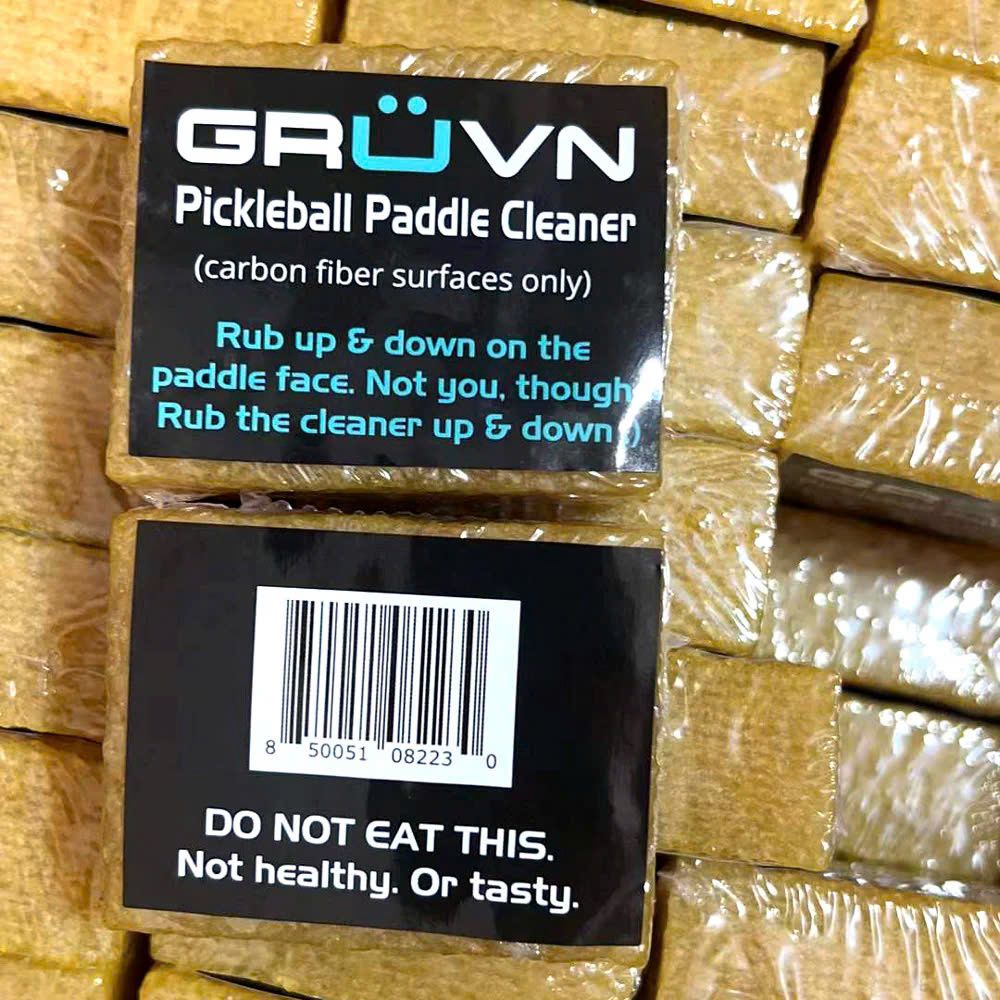 GRÜVN
Pickleball Paddle Cleaner
(carbon fiber surfaces only)
Rub up & down on the
paddle face. Not you, though
Rub the cleaner up & down )
8 50051 08223 0
DO NOT EAT THIS.
Not healthy. Or tasty.